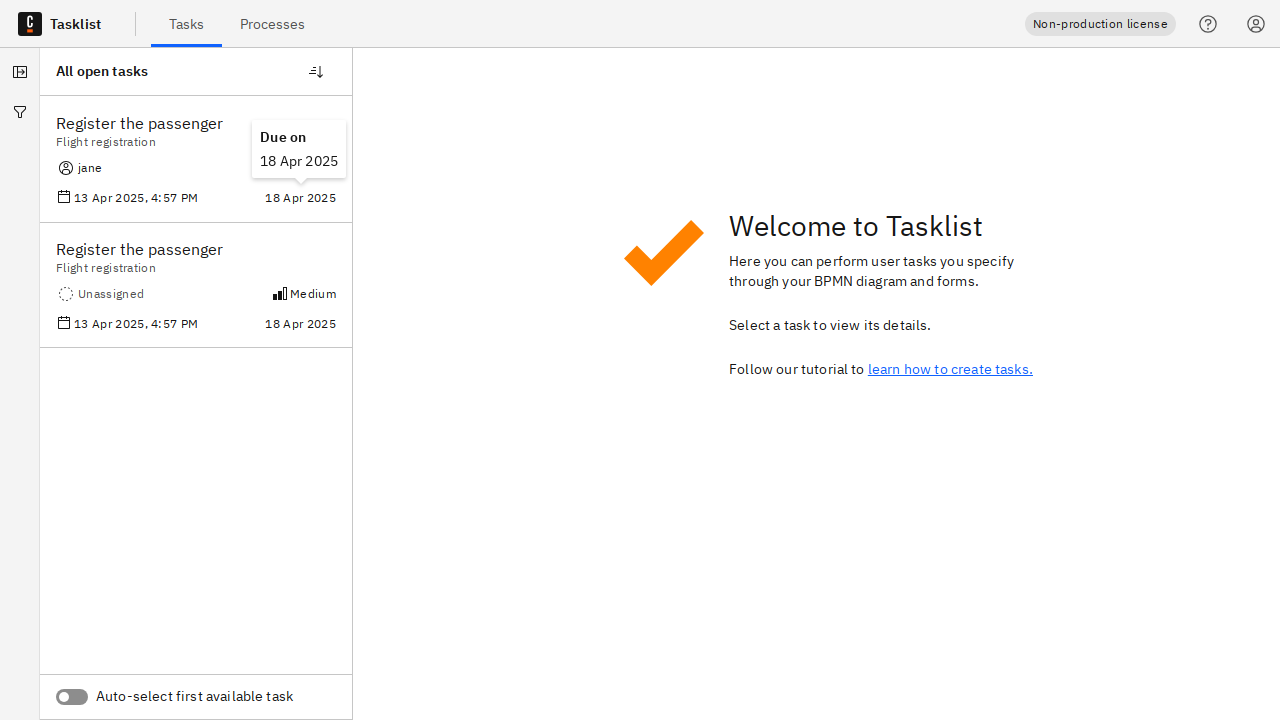 Tasklist
Tasks
Processes
Non-production license
All open tasks
Register the passenger
Flight registration
jane
Due on
18 Apr 2025
13 Apr 2025, 4:57 PM
18 Apr 2025
Register the passenger
Flight registration
Unassigned
Medium
13 Apr 2025, 4:57 PM
18 Apr 2025
Auto-select first available task
Welcome to Tasklist
Here you can perform user tasks you specify
through your BPMN diagram and forms.
Select a task to view its details.
Follow our tutorial to learn how to create tasks.